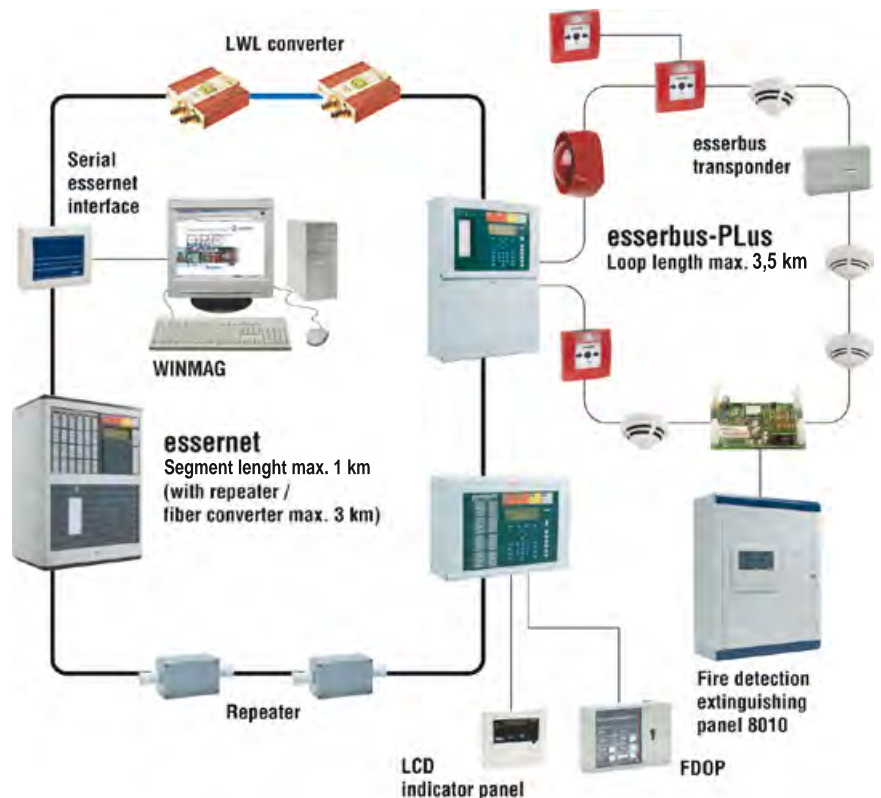 LWL converter
Serial
essernet
interface
esserbus
transponder
esserbus-PLus
Loop length max. 3,5 km
WINMAG
essernet
Segment lenght max. 1 km
(with repeater /
fiber converter max. 3 km)
Repeater
Fire detection
extinguishing
panel 8010
LCD
indicator panel
FDOP